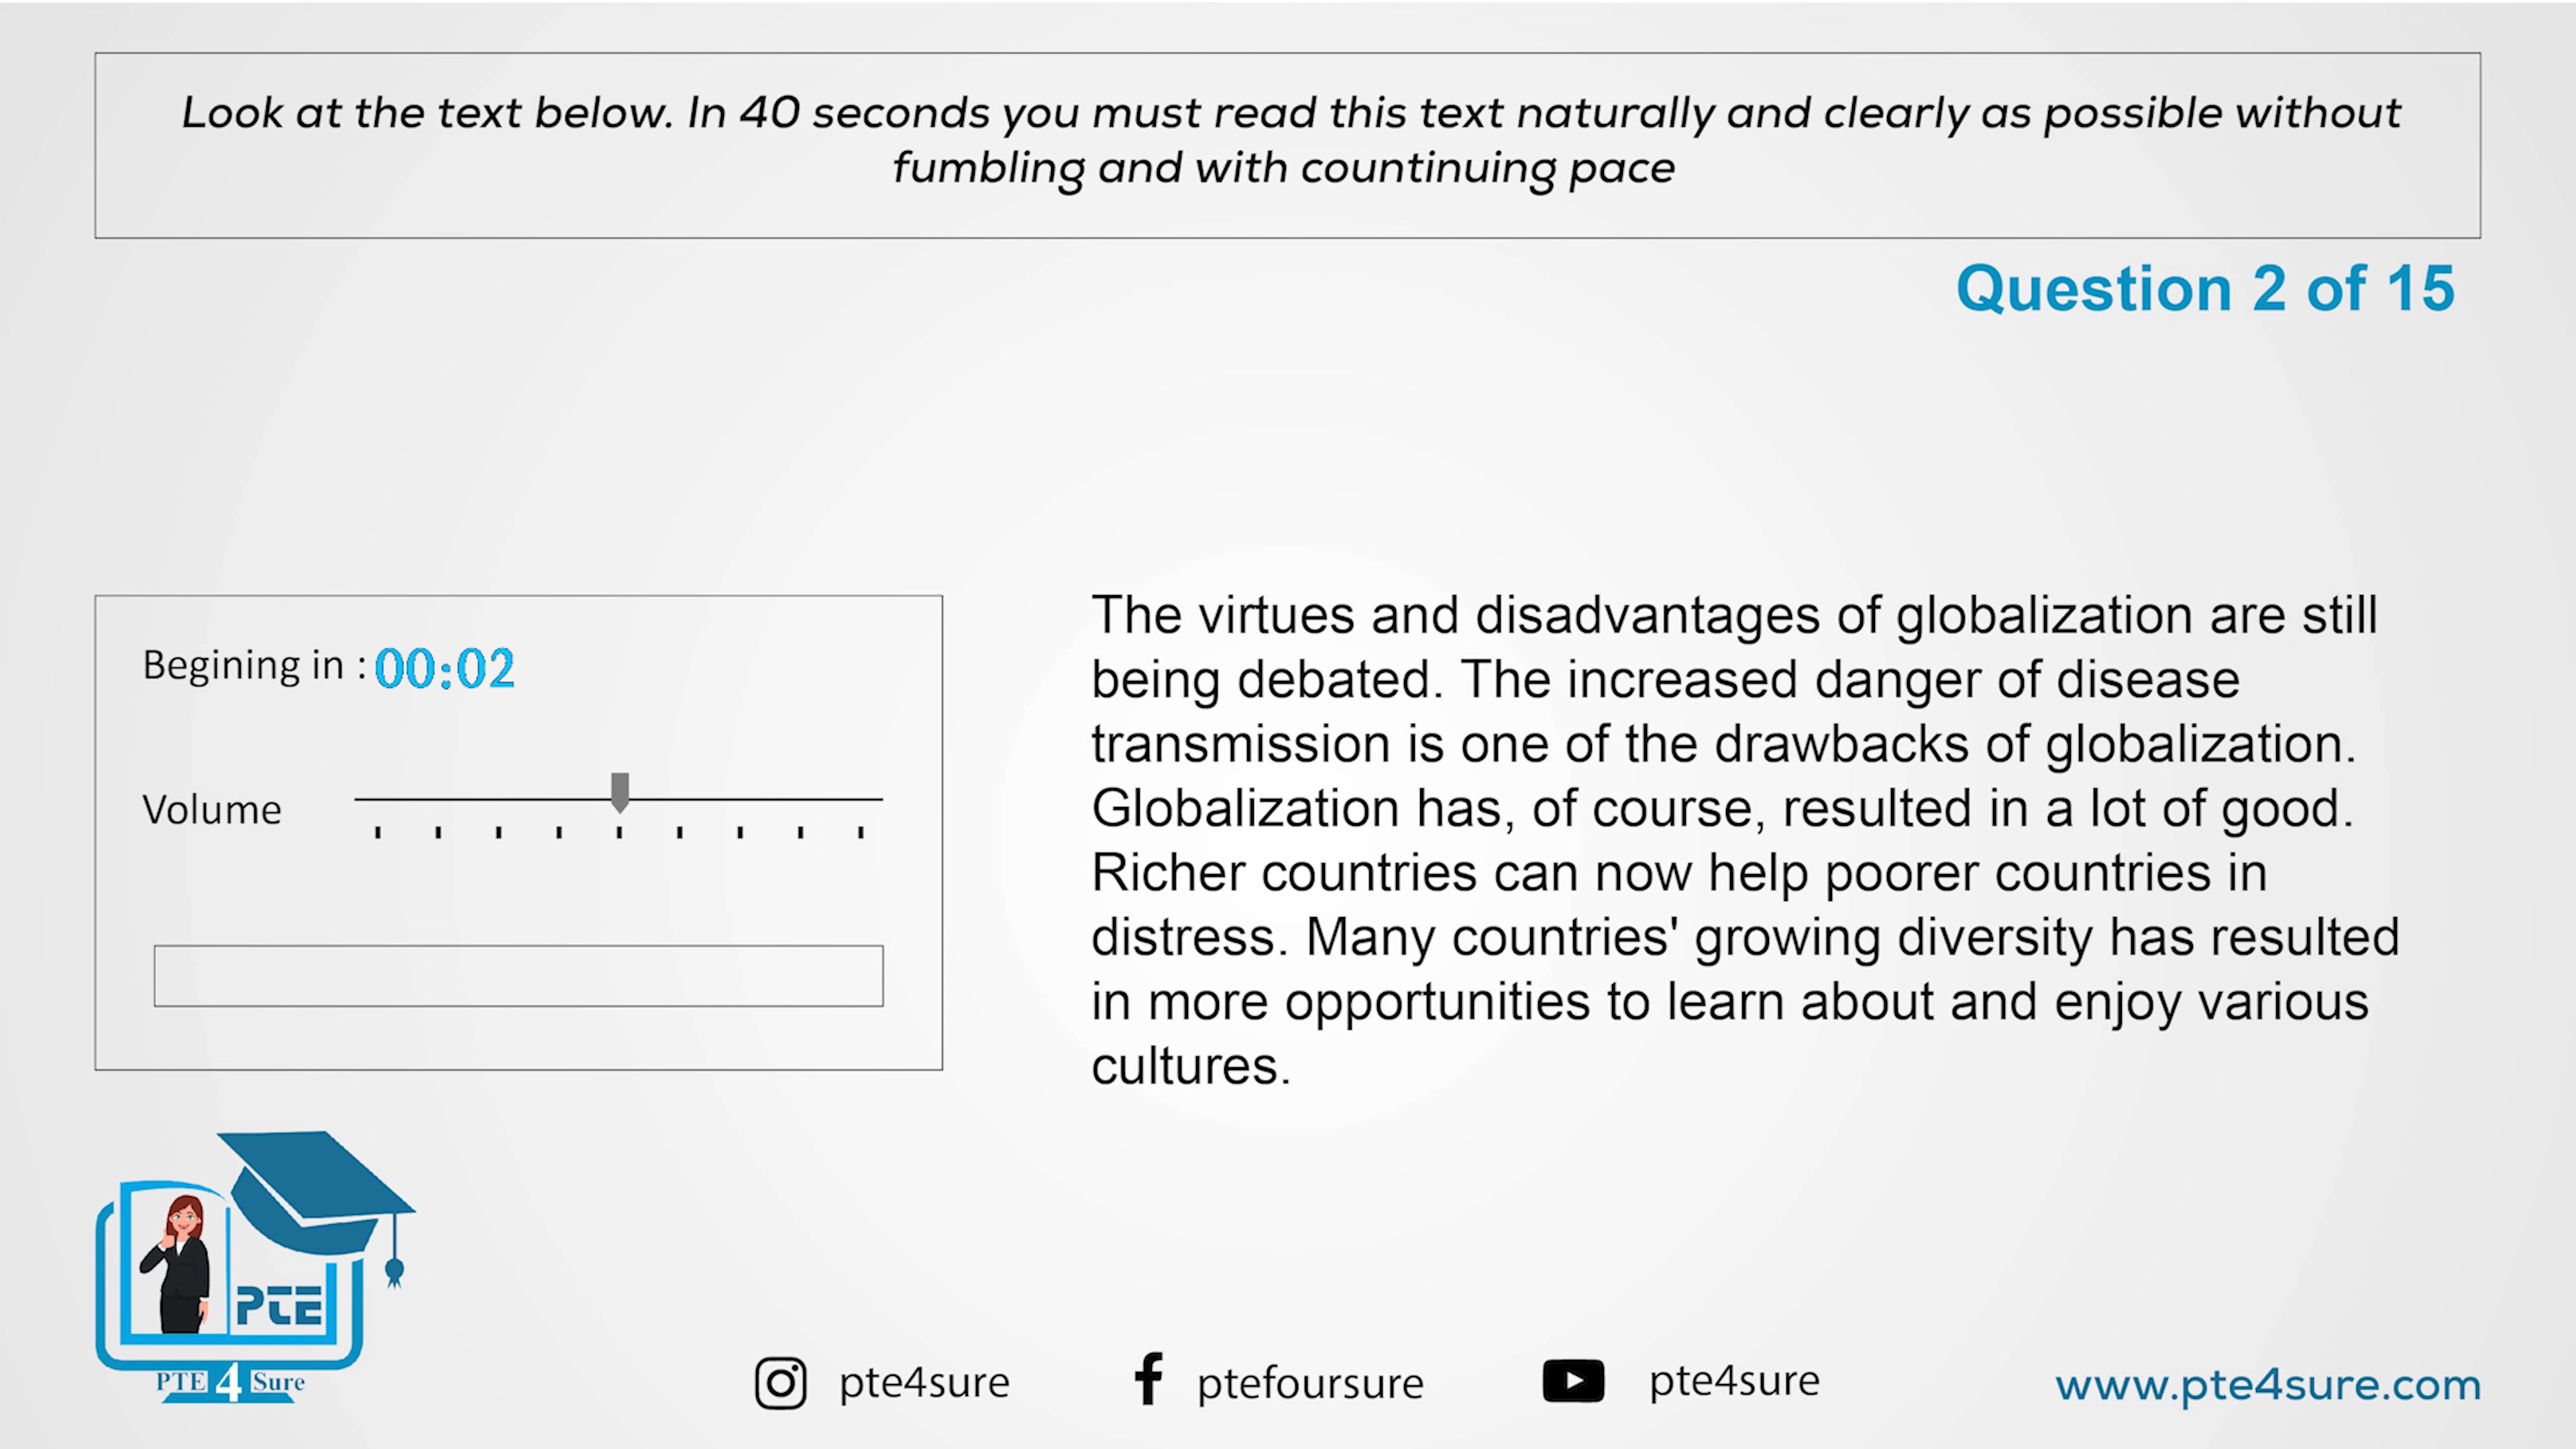 Look at the text below. In 40 seconds you must read this text naturally and clearly as possible without
fumbling and with countinuing pace
Question 2 of 15
Begining in : 00:02
Volume
The virtues and disadvantages of globalization are still
being debated. The increased danger of disease
transmission is one of the drawbacks of globalization.
Globalization has, of course, resulted in a lot of good.
Richer countries can now help poorer countries in
distress. Many countries' growing diversity has resulted
in more opportunities to learn about and enjoy various
cultures.
PTE
PTE 4 Sure
pte4sure
ptefoursure
pte4sure
www.pte4sure.com